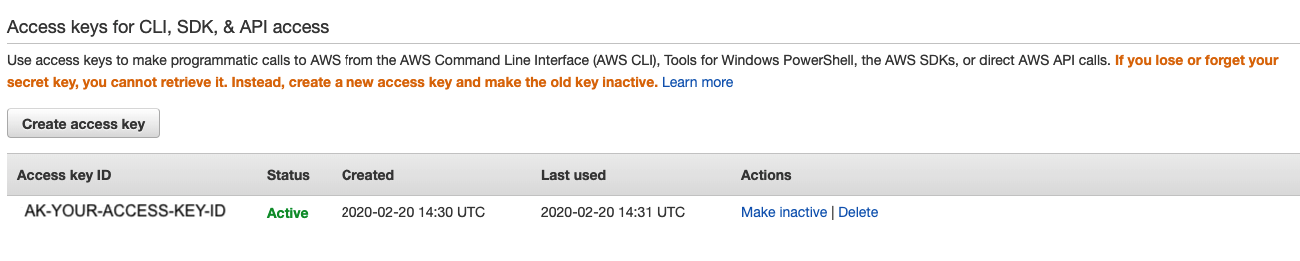 Access keys for CLI, SDK, & API access
Use access keys to make programmatic calls to AWS from the AWS Command Line Interface (AWS CLI), Tools for Windows PowerShell, the AWS SDKs, or direct AWS API calls. If you lose or forget your
secret key, you cannot retrieve it. Instead, create a new access key and make the old key inactive. Learn more
Create access key
Access key ID Status Created Last used Actions
AK-YOUR-ACCESS-KEY-ID Active 2020-02-20 14:30 UTC 2020-02-20 14:31 UTC Make inactive | Delete